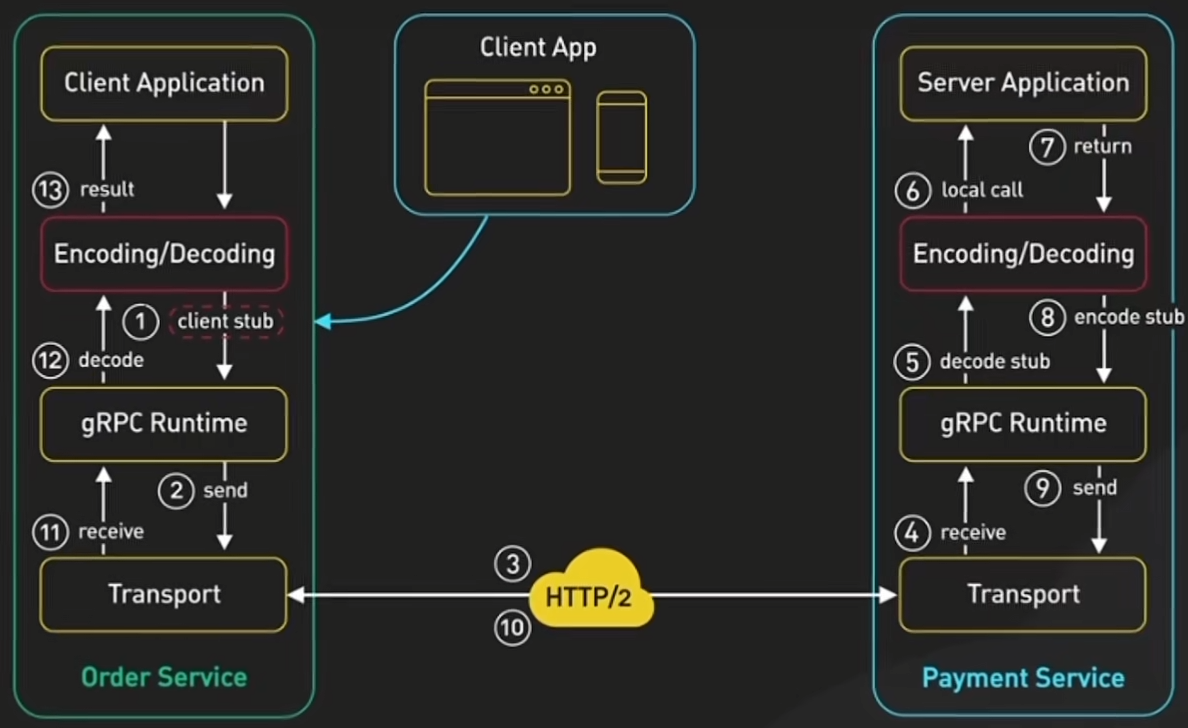 Client App
Client Application
13 result
Encoding/Decoding
1 client stub
12 decode
gRPC Runtime
2 send
11 receive
Transport
Order Service
3
HTTP/2
10
Server Application
7 return
6 local call
Encoding/Decoding
8 encode stub
5 decode stub
gRPC Runtime
9 send
4 receive
Transport
Payment Service